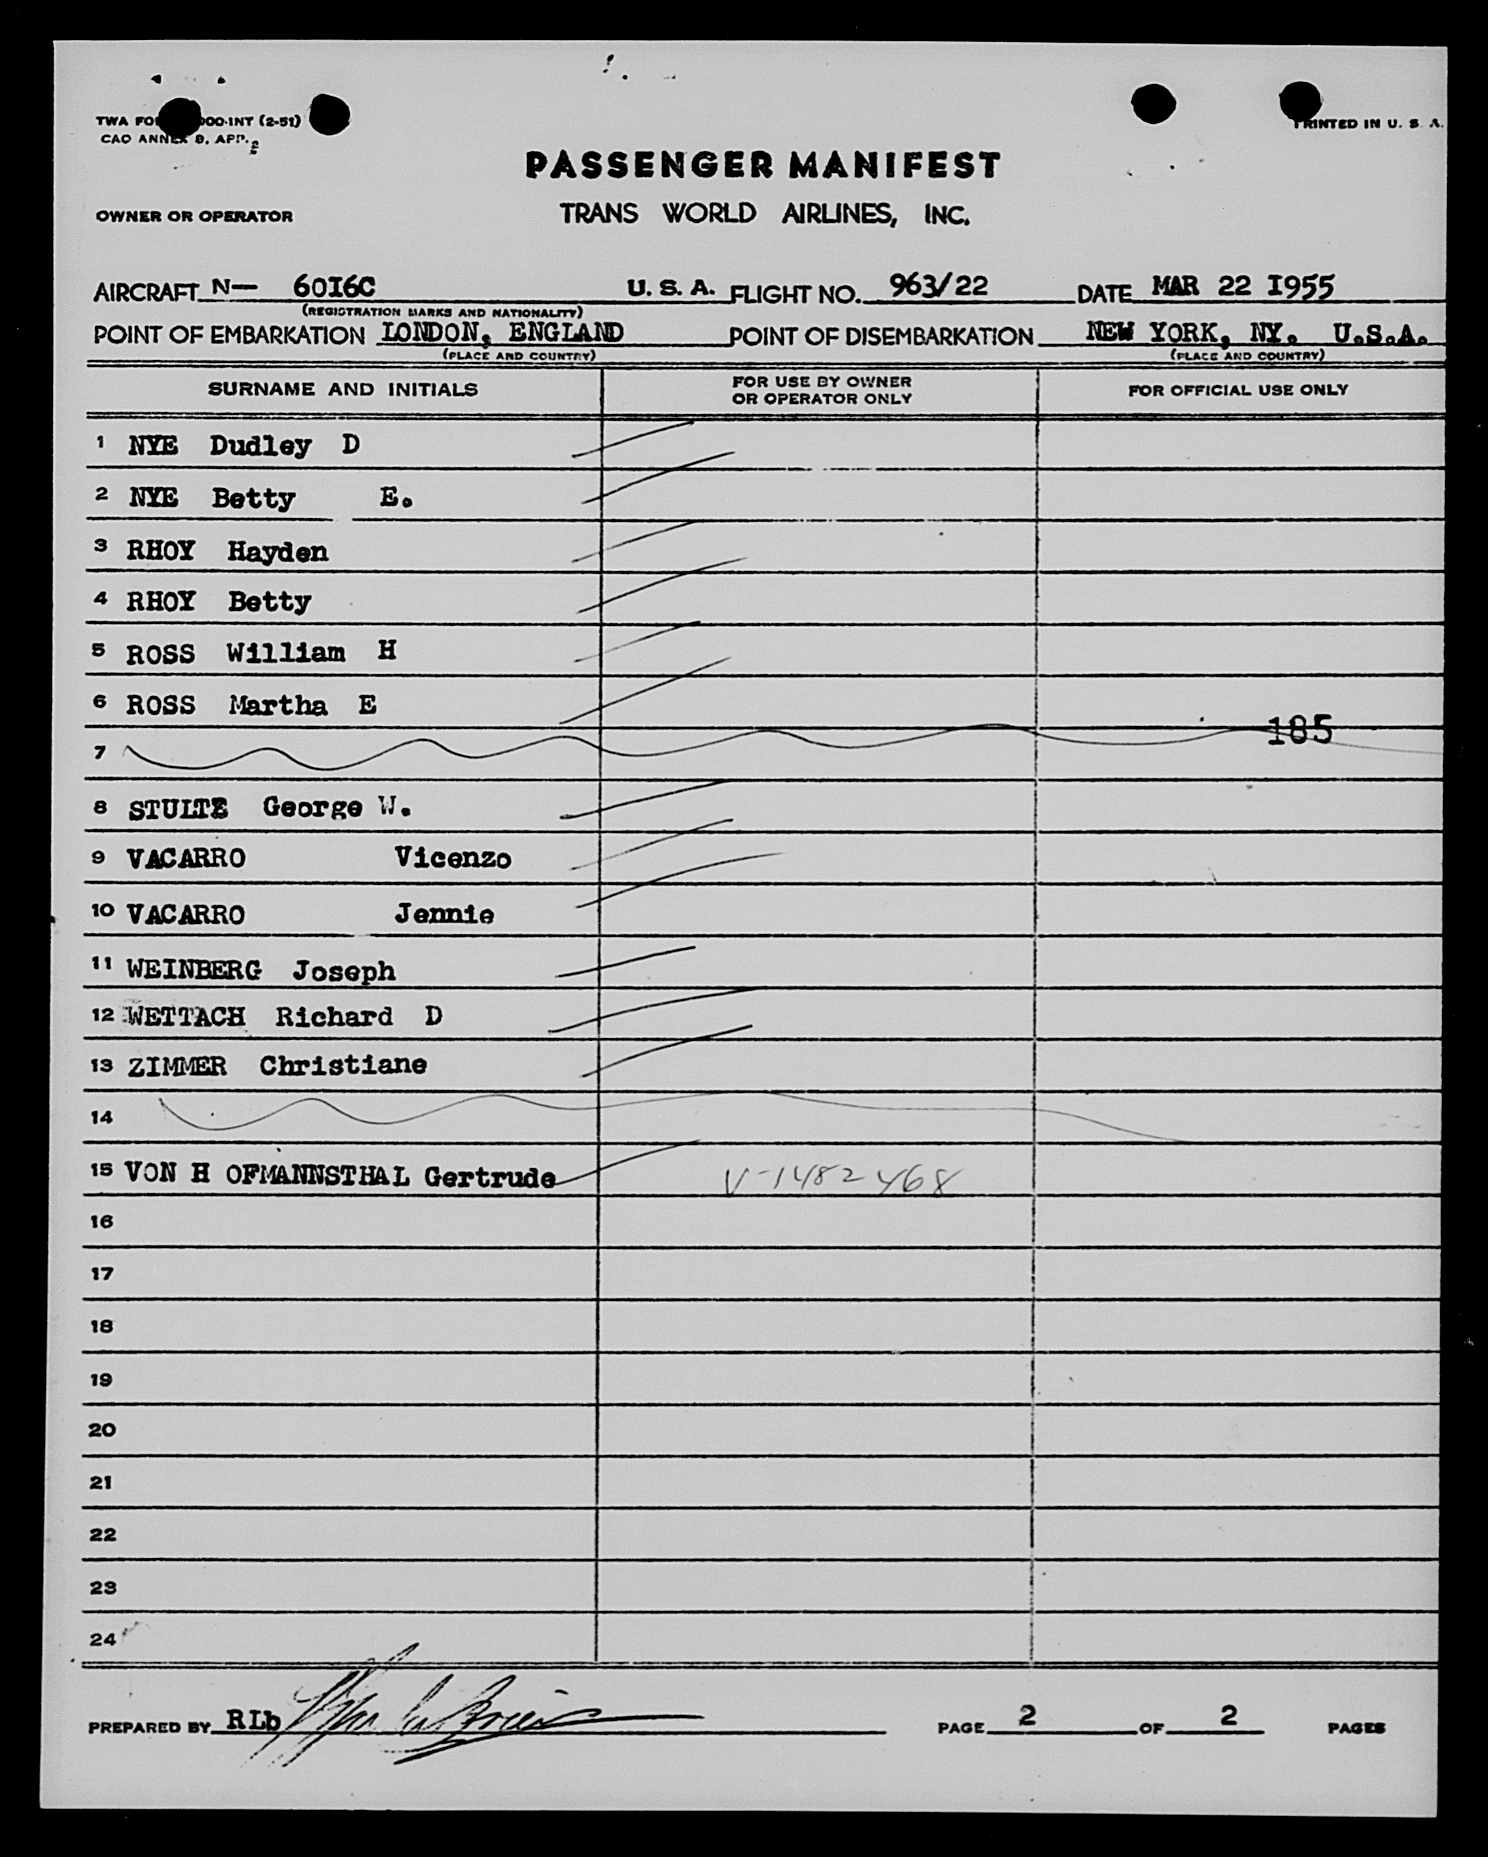 TWA FO 000-INT (2-51)
CAO ANNEX 9, APP. 2
PRINTED IN U. S. A.
PASSENGER MANIFEST
OWNER OR OPERATOR TRANS WORLD AIRLINES, INC.
AIRCRAFT N— 60I6C U. S. A. FLIGHT NO. 963/22 DATE MAR 22 I955
(REGISTRATION MARKS AND NATIONALITY)
POINT OF EMBARKATION LONDON, ENGLAND POINT OF DISEMBARKATION NEW YORK, NY. U.S.A.
(PLACE AND COUNTRY) (PLACE AND COUNTRY)
SURNAME AND INITIALS FOR USE BY OWNER OR OPERATOR ONLY FOR OFFICIAL USE ONLY
1 NYE Dudley D
2 NYE Betty E.
3 RHOY Hayden
4 RHOY Betty
5 ROSS William H
6 ROSS Martha E
7 185
8 STULTZ George W.
9 VACARRO Vicenzo
10 VACARRO Jennie
11 WEINBERG Joseph
12 WETTACH Richard D
13 ZIMMER Christiane
14
15 VON H OFMANNSTHAL Gertrude V-1482468
16
17
18
19
20
21
22
23
24
PREPARED BY RLb PAGE 2 OF 2 PAGES